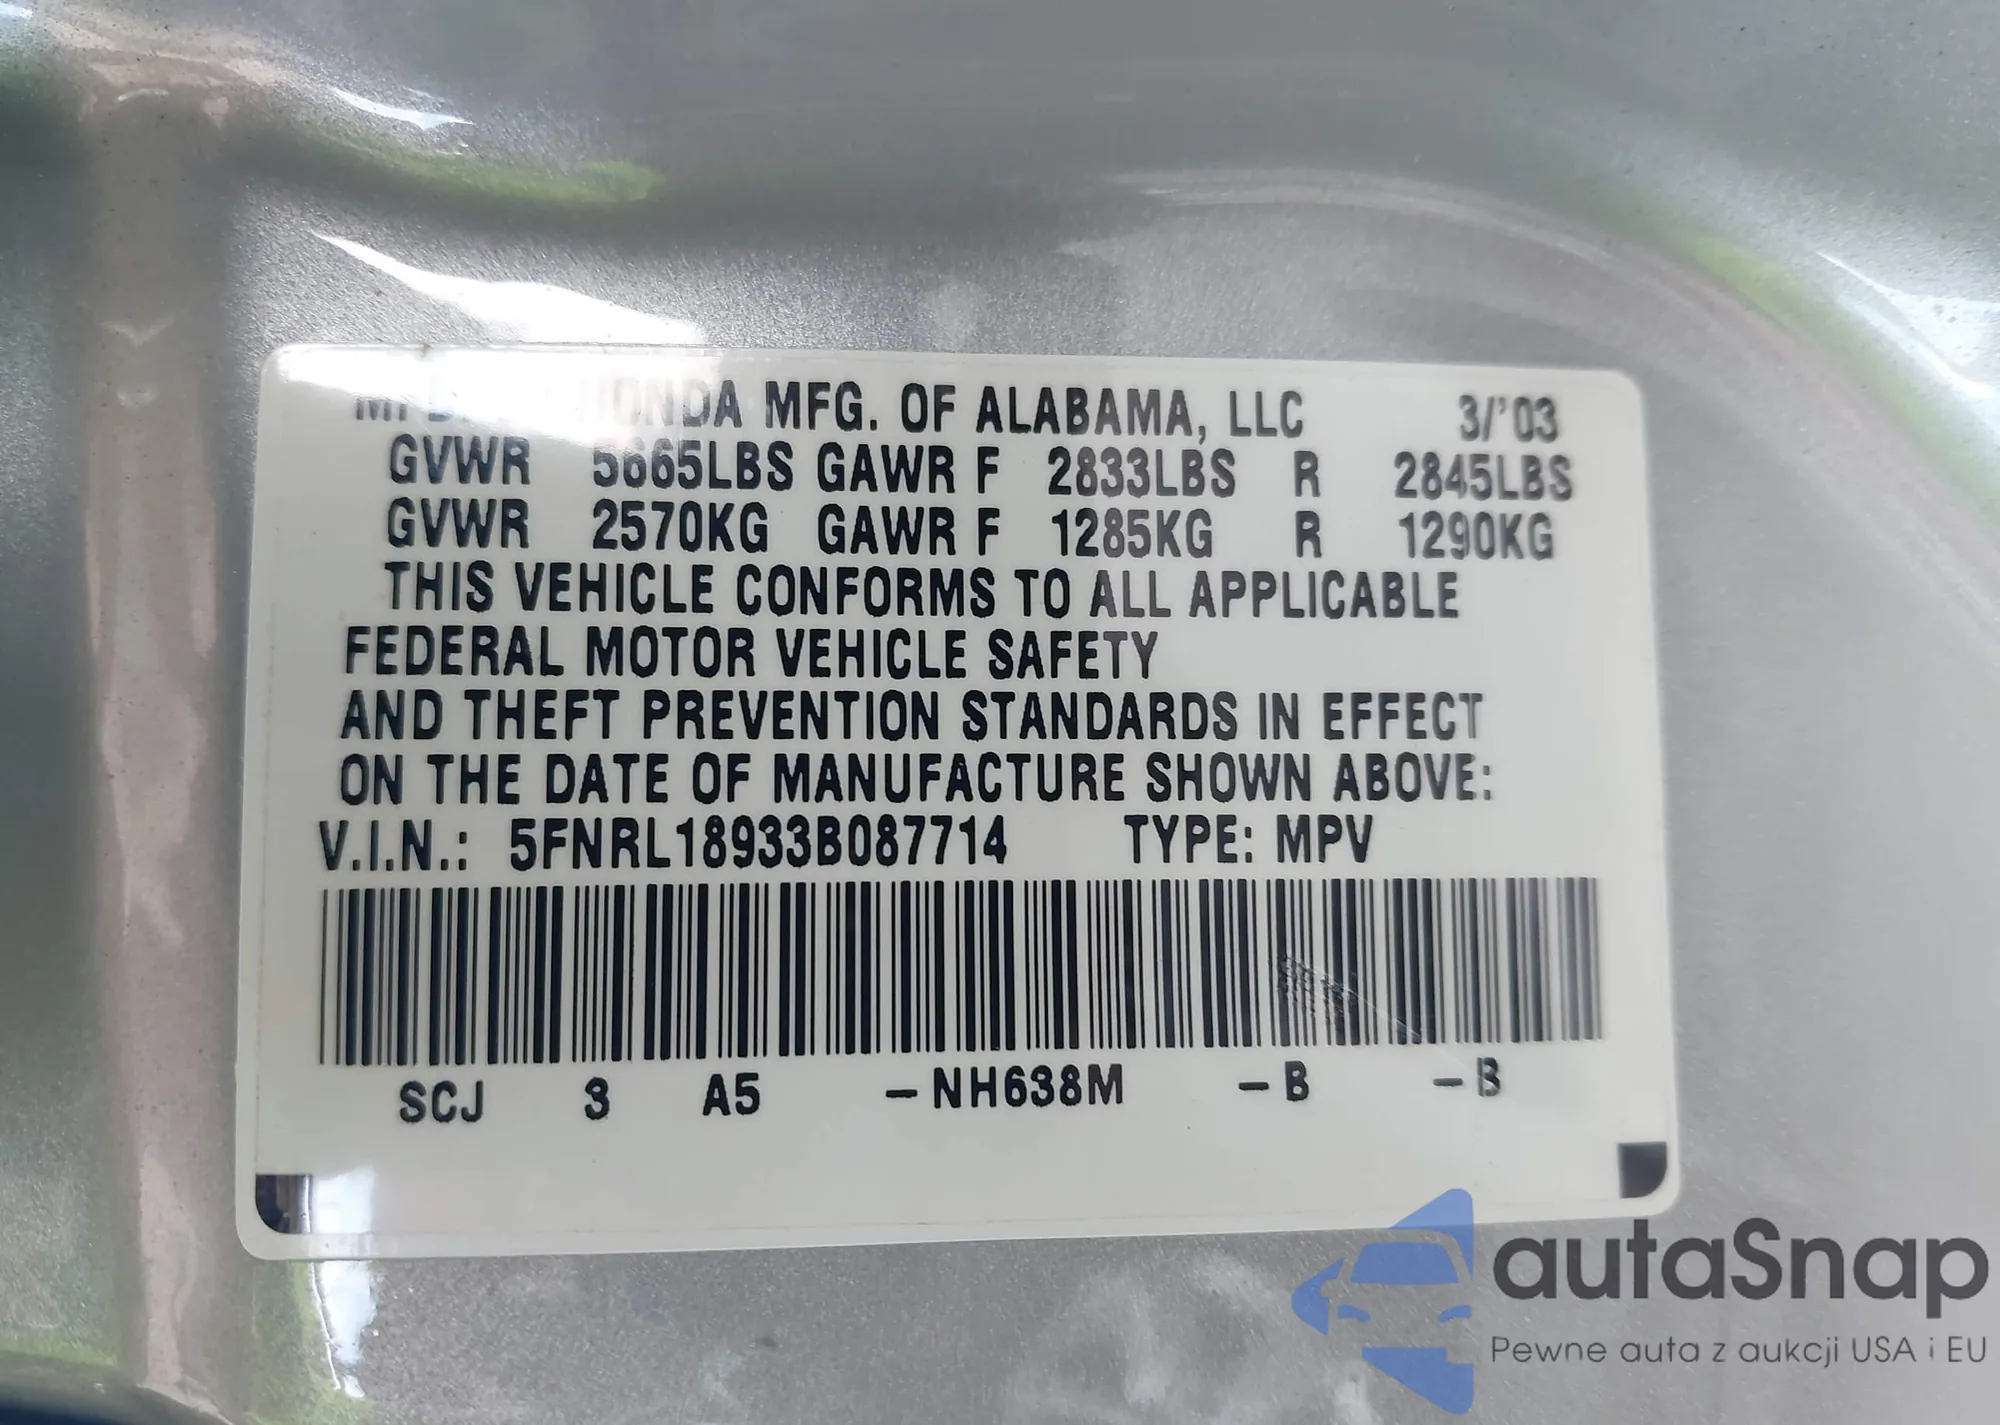 MFD. HONDA MFG. OF ALABAMA, LLC 3/'03
GVWR 5665LBS GAWR F 2833LBS R 2845LBS
GVWR 2570KG GAWR F 1285KG R 1290KG
THIS VEHICLE CONFORMS TO ALL APPLICABLE
FEDERAL MOTOR VEHICLE SAFETY
AND THEFT PREVENTION STANDARDS IN EFFECT
ON THE DATE OF MANUFACTURE SHOWN ABOVE:
V.I.N.: 5FNRL18933B087714 TYPE: MPV
SCJ 3 A5 -NH638M -B -B
autaSnap
Pewne auta z aukcji USA i EU